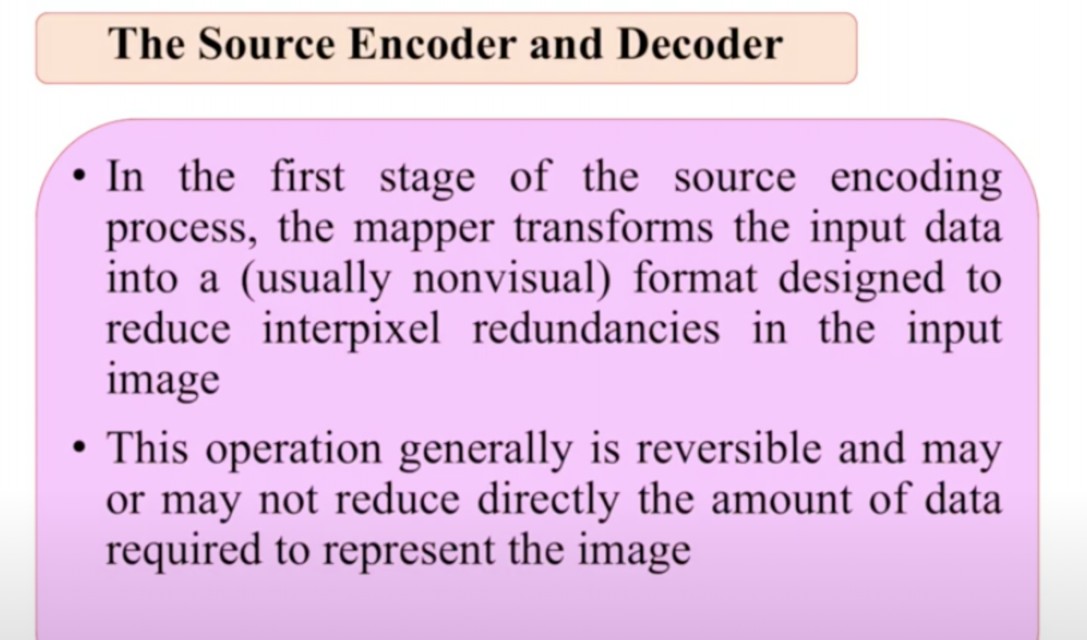 The Source Encoder and Decoder
• In the first stage of the source encoding
process, the mapper transforms the input data
into a (usually nonvisual) format designed to
reduce interpixel redundancies in the input
image
• This operation generally is reversible and may
or may not reduce directly the amount of data
required to represent the image